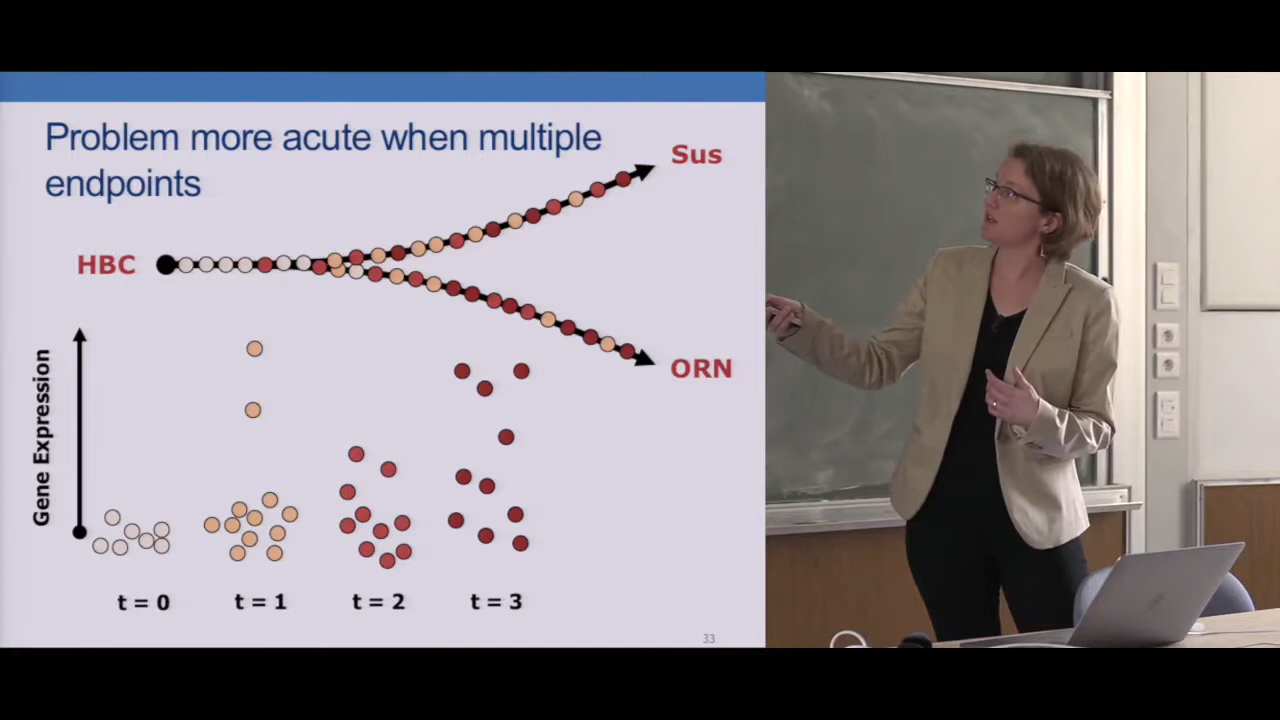 Problem more acute when multiple
endpoints
Sus
HBC
ORN
Gene Expression
t = 0
t = 1
t = 2
t = 3
33